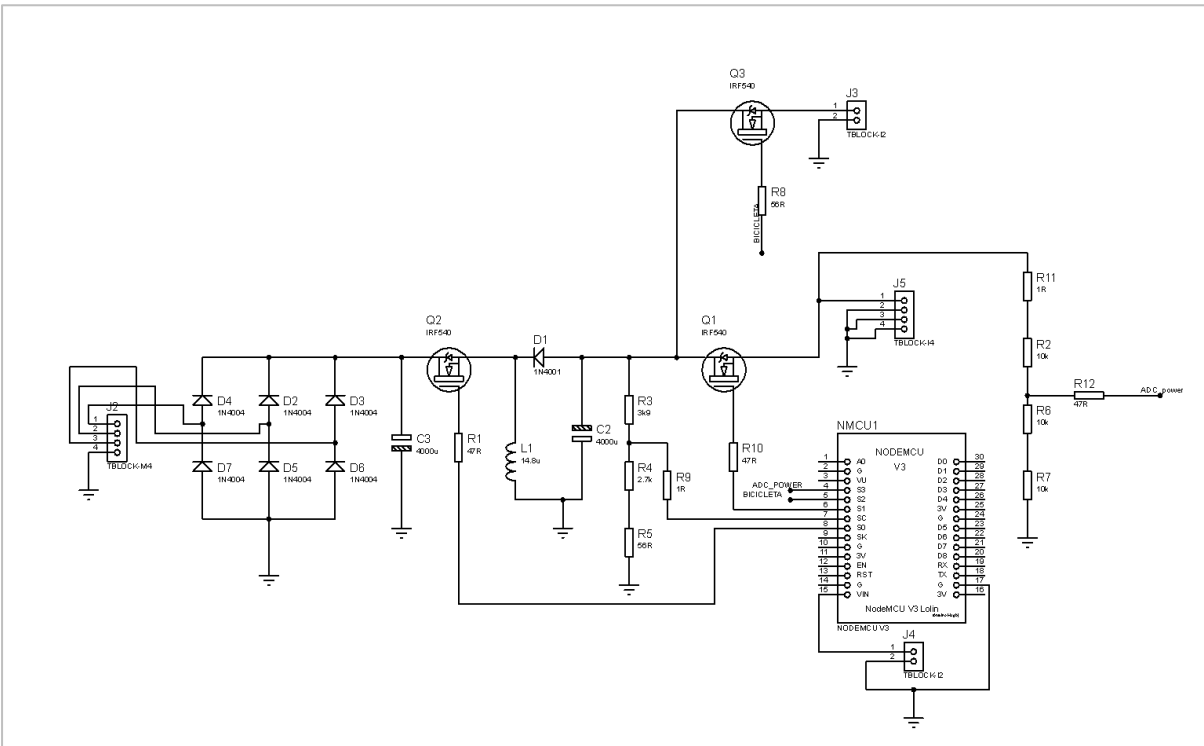 Q3
IRF540
J3
1
2
TBLOCK-I2
R8
56R
BICICLETA
R11
1R
J5
1
2
3
4
TBLOCK-I4
Q2
IRF540
D1
1N4001
Q1
IRF540
R2
10k
R12
47R
ADC_power
D4
1N4004
D2
1N4004
D3
1N4004
R3
3k9
R6
10k
J2
1
2
3
4
TBLOCK-M4
C3
4000u
R1
47R
L1
14.8u
C2
4000u
R4
2.7k
R9
1R
R10
47R
R7
10k
D7
1N4004
D5
1N4004
D6
1N4004
R5
56R
NMCU1
NODEMCU
V3
ADC_POWER
BICICLETA
1 A0 D0 30
2 G D1 29
3 VU D2 28
4 S3 D3 27
5 S2 D4 26
6 S1 3V 25
7 SC G 24
8 S0 D5 23
9 SK D6 22
10 G D7 21
11 3V D8 20
12 EN RX 19
13 RST TX 18
14 G G 17
15 VIN 3V 16
NodeMCU V3 Lolin
NODEMCU V3
J4
1
2
TBLOCK-I2